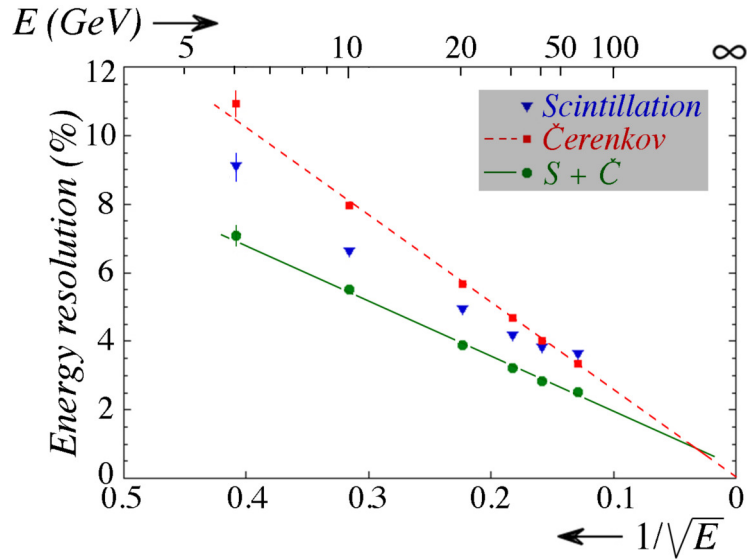 E (GeV) →
5 10 20 50 100 ∞
12
10
8
6
4
2
0
Energy resolution (%)
Scintillation
Čerenkov
S + Č
0.5 0.4 0.3 0.2 0.1 0
← 1/√E